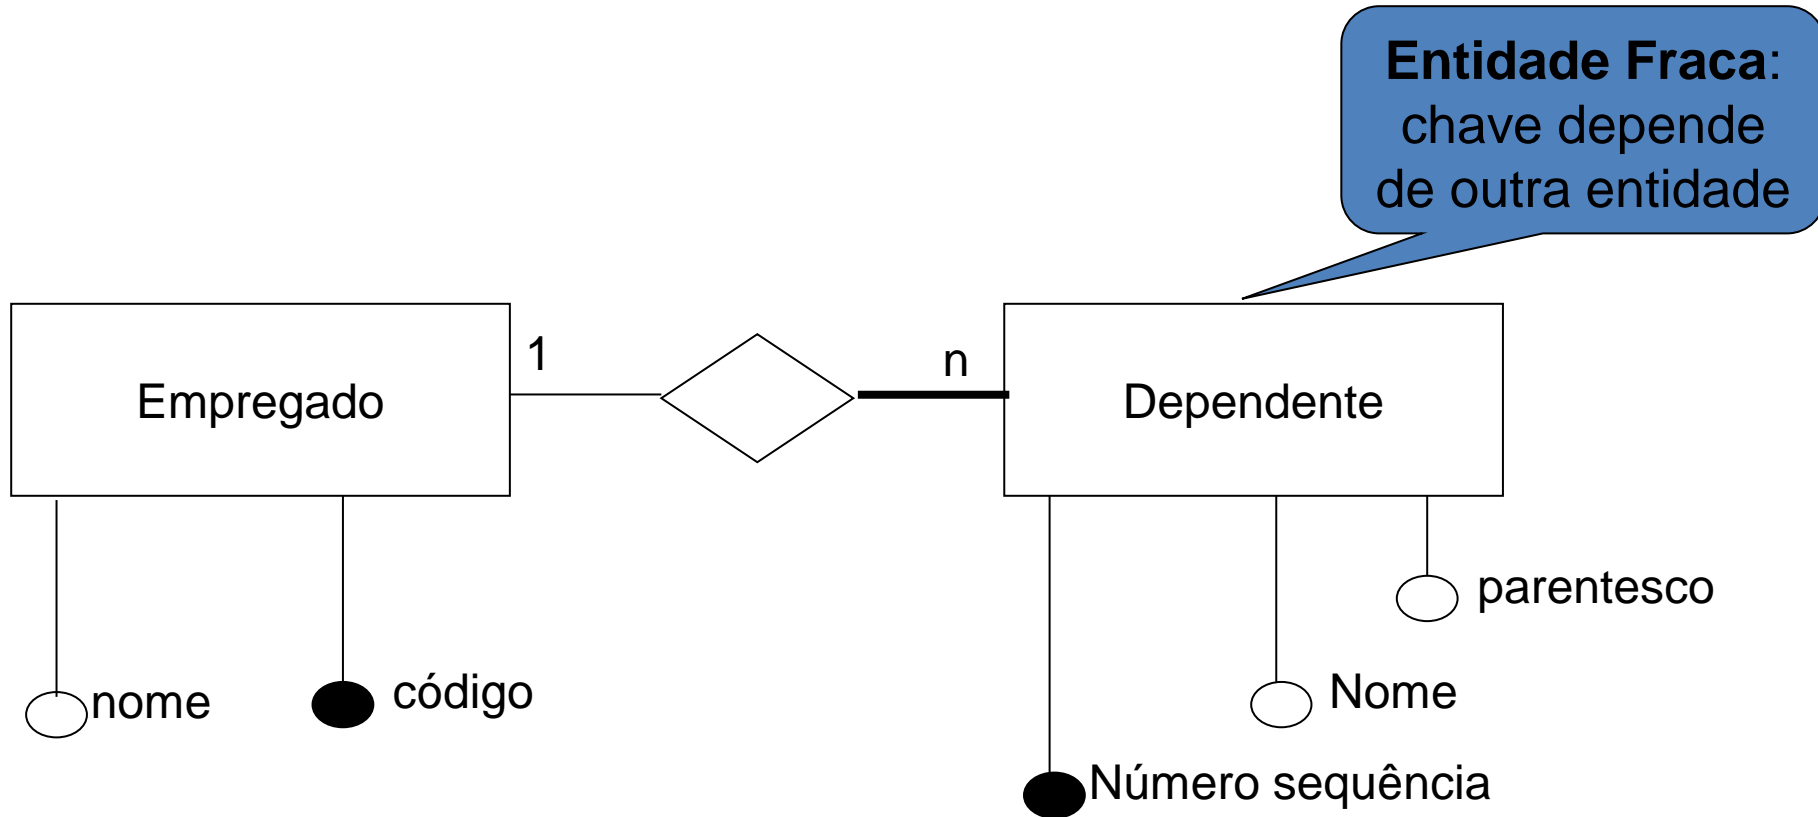 Entidade Fraca:
chave depende
de outra entidade
1
n
Empregado
Dependente
parentesco
nome
código
Nome
Número sequência